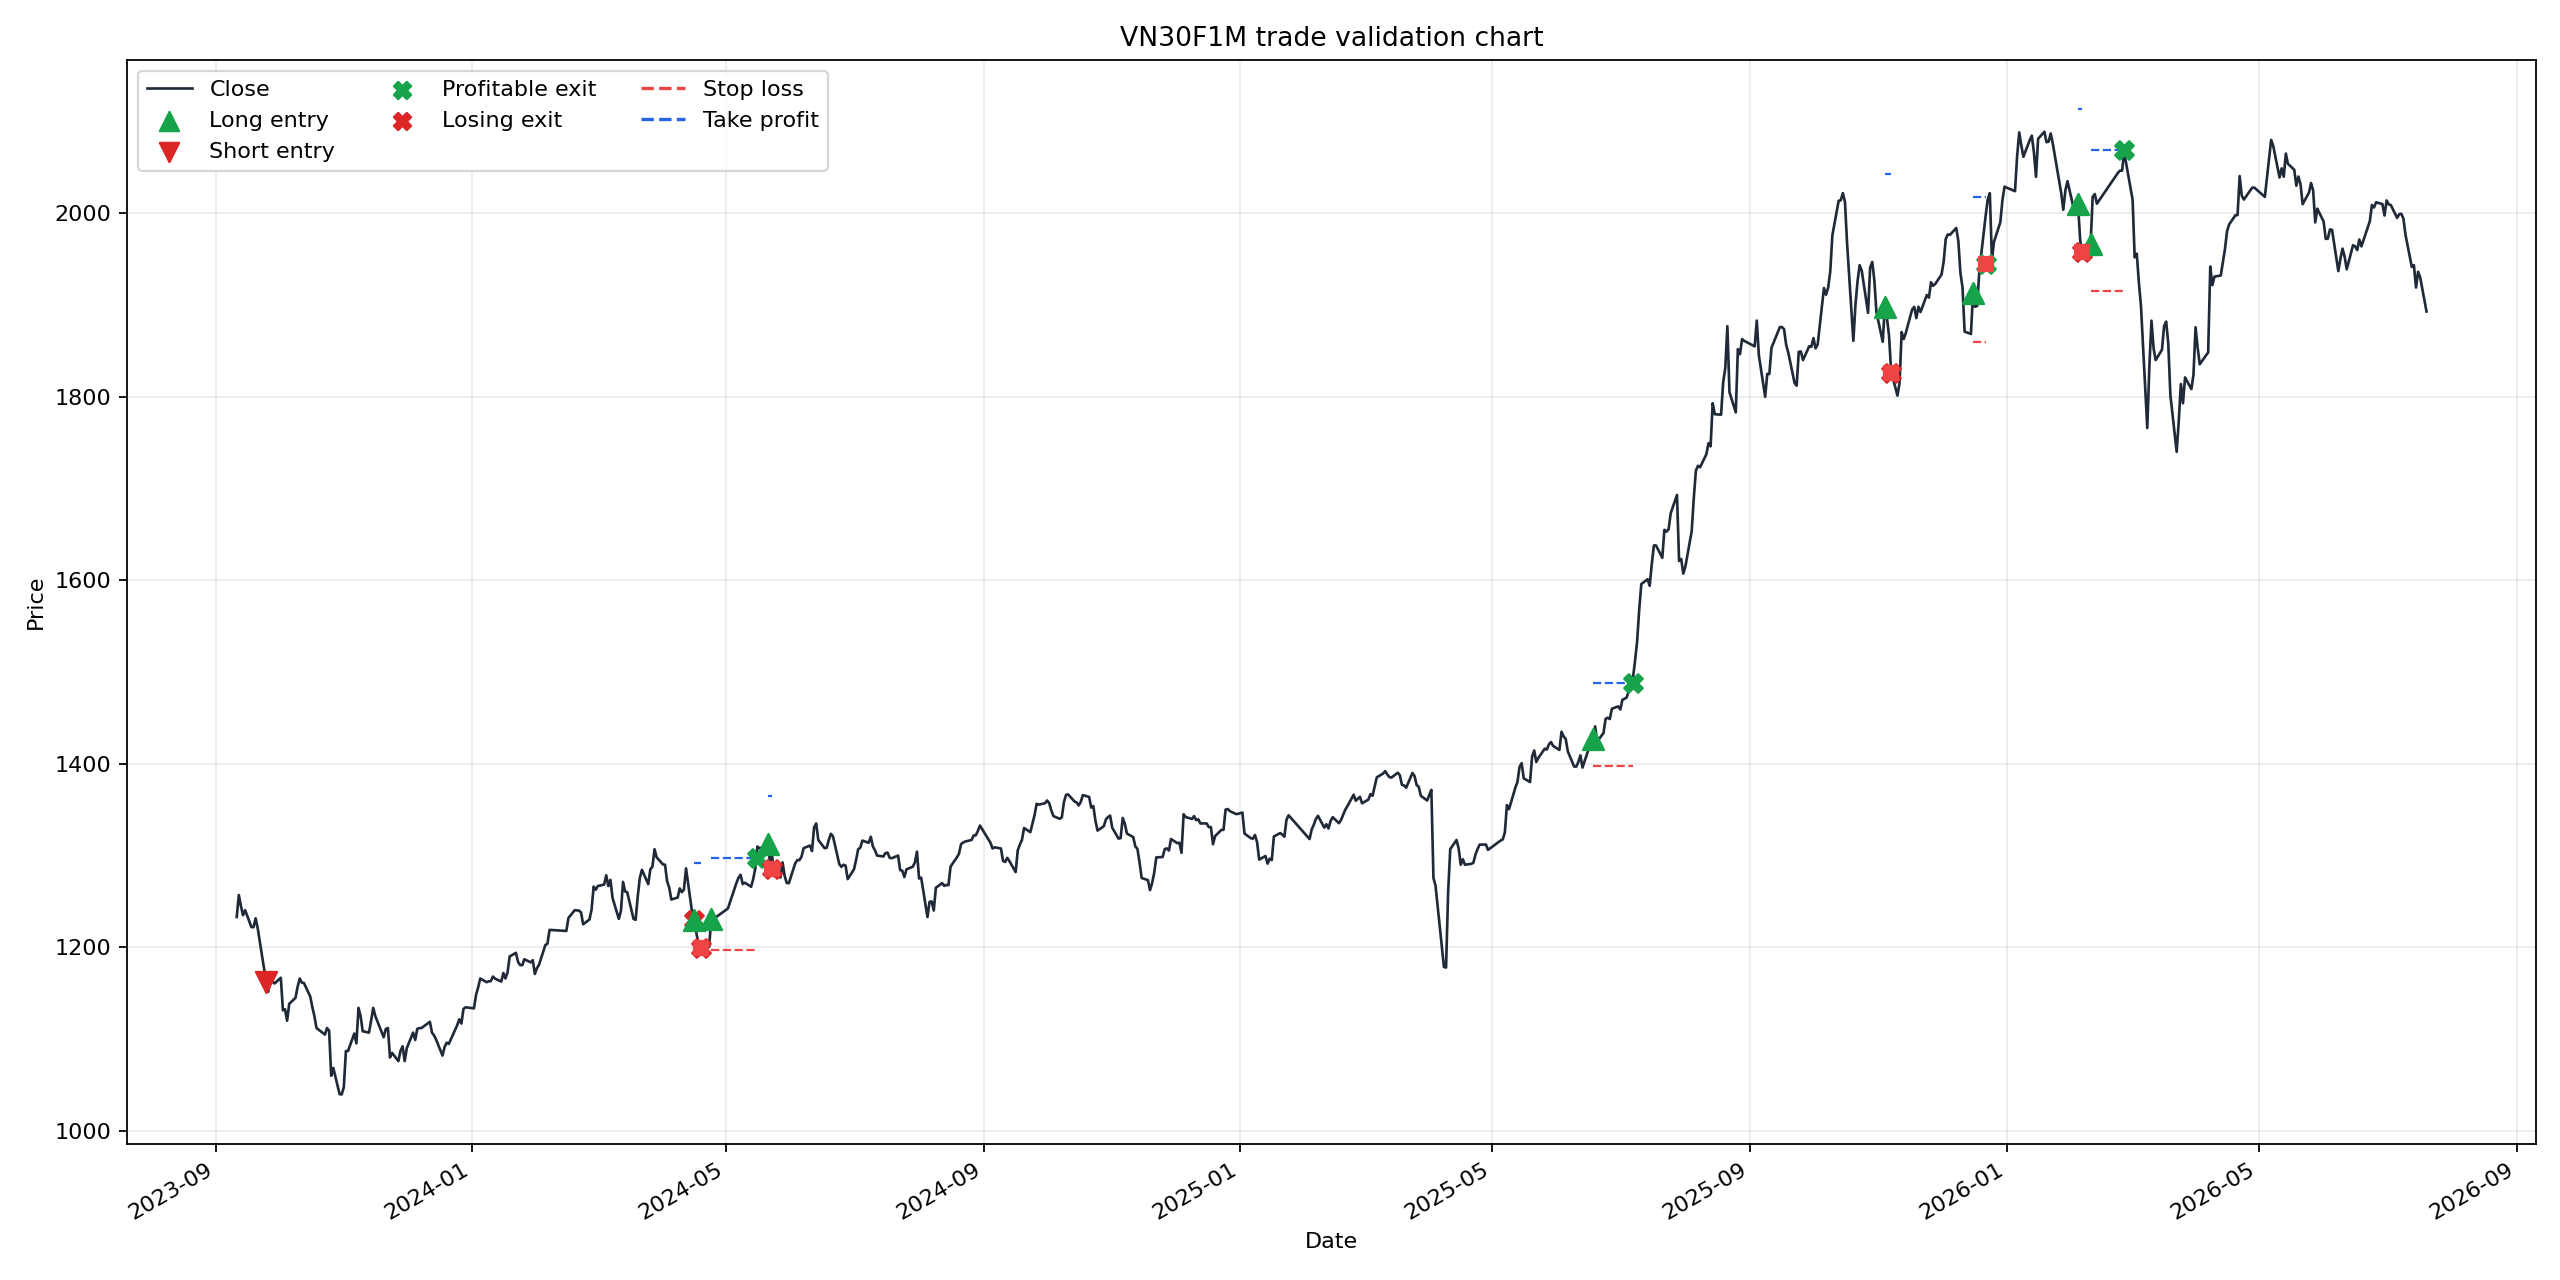 VN30F1M trade validation chart
Close
Long entry
Short entry
Profitable exit
Losing exit
Stop loss
Take profit
Price
2000
1800
1600
1400
1200
1000
2023-09
2024-01
2024-05
2024-09
2025-01
2025-05
2025-09
2026-01
2026-05
2026-09
Date